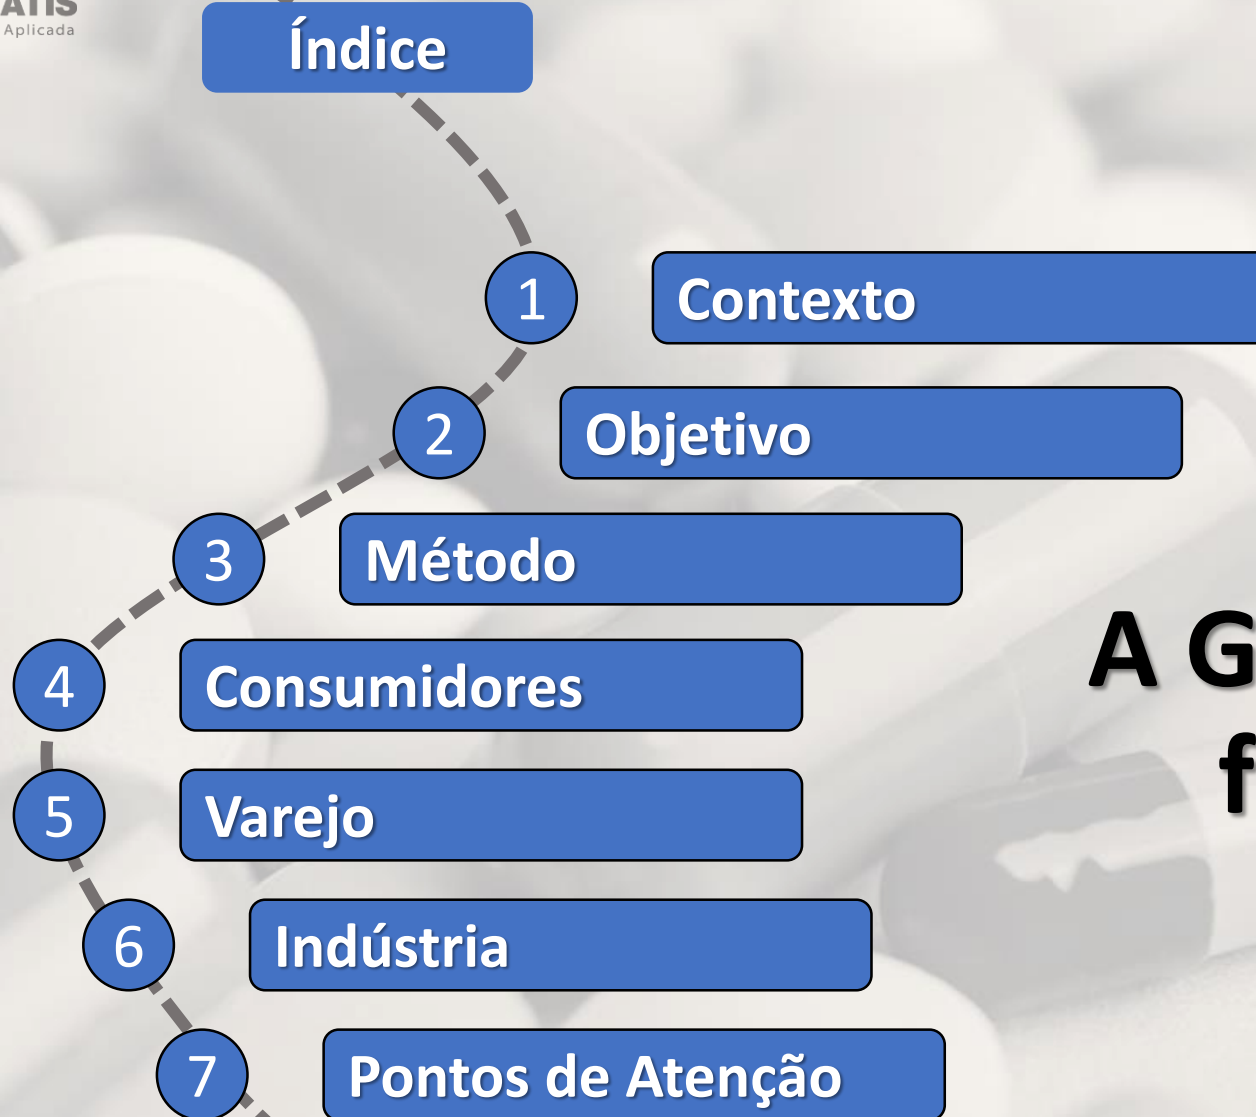 Aplicada
Índice
1 Contexto
2 Objetivo
3 Método
4 Consumidores
5 Varejo
6 Indústria
7 Pontos de Atenção
A G
f